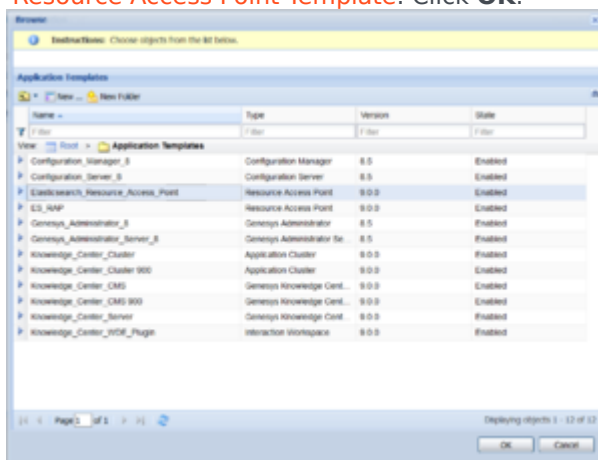 Resource Access Point Template. Click OK.
Browse
Instructions: Choose objects from the list below.
Application Templates
New ... New Folder
Name Type Version State
Filter Filter Filter Filter
View: Root > Application Templates
Configuration_Manager_8 Configuration Manager 8.5 Enabled
Configuration_Server_8 Configuration Server 8.5 Enabled
Elasticsearch_Resource_Access_Point Resource Access Point 9.0.0 Enabled
ES_RAP Resource Access Point 9.0.0 Enabled
Genesys_Administrator_8 Genesys Administrator 8.5 Enabled
Genesys_Administrator_Server_8 Genesys Administrator Se... 8.5 Enabled
Knowledge_Center_Cluster Application Cluster 9.0.0 Enabled
Knowledge_Center_Cluster 900 Application Cluster 9.0.0 Enabled
Knowledge_Center_CMS Genesys Knowledge Cent... 9.0.0 Enabled
Knowledge_Center_CMS 900 Genesys Knowledge Cent... 9.0.0 Enabled
Knowledge_Center_Server Genesys Knowledge Cent... 9.0.0 Enabled
Knowledge_Center_WDE_Plugin Interaction Workspace 9.0.0 Enabled
Page 1 of 1 Displaying objects 1 - 12 of 12
OK Cancel